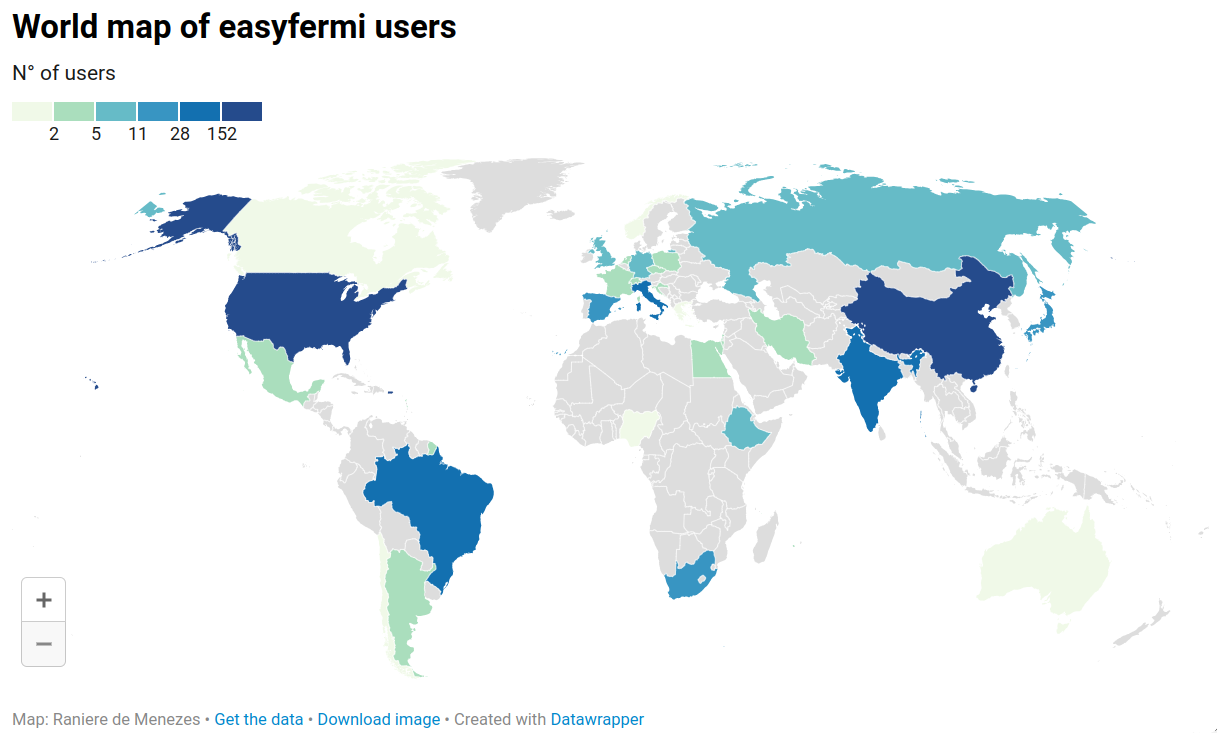 World map of easyfermi users
N° of users
2 5 11 28 152
+
−
Map: Raniere de Menezes • Get the data • Download image • Created with Datawrapper